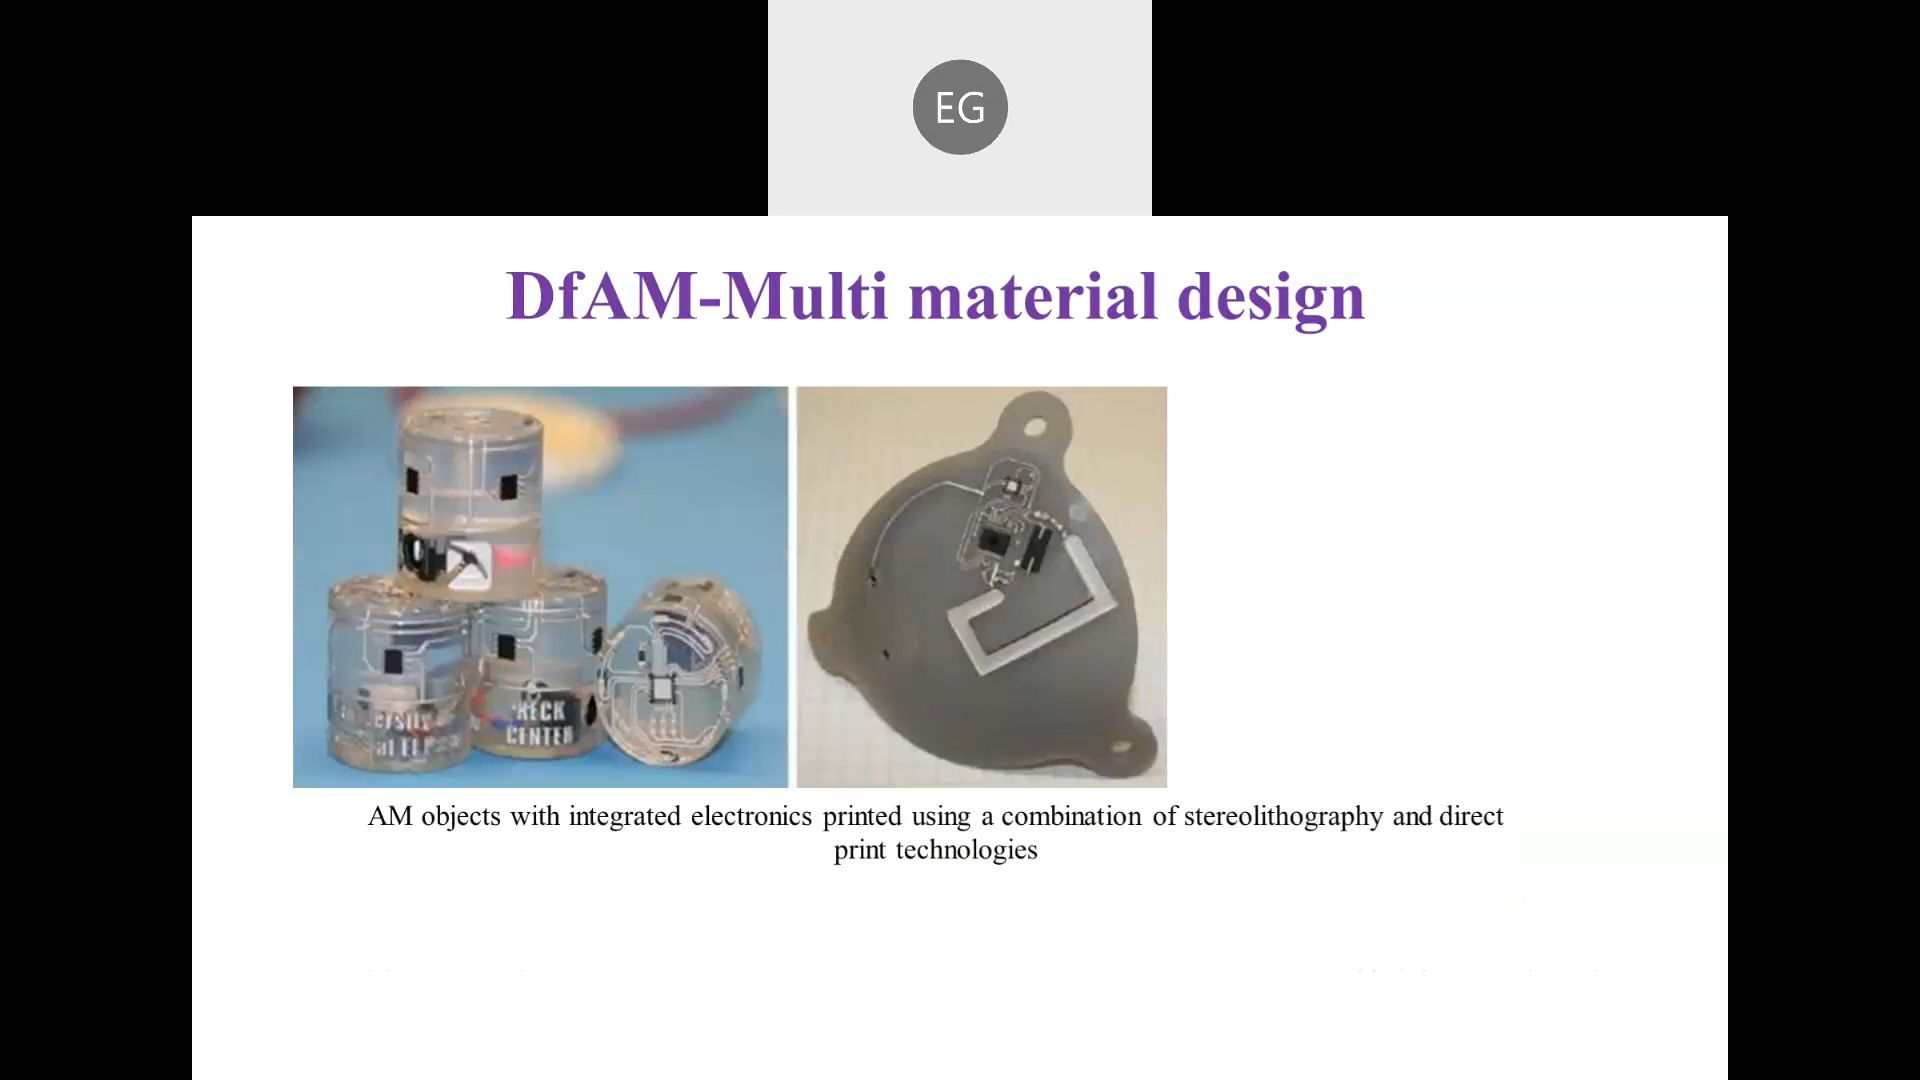 EG
DfAM-Multi material design
CENTER
AM objects with integrated electronics printed using a combination of stereolithography and direct
print technologies